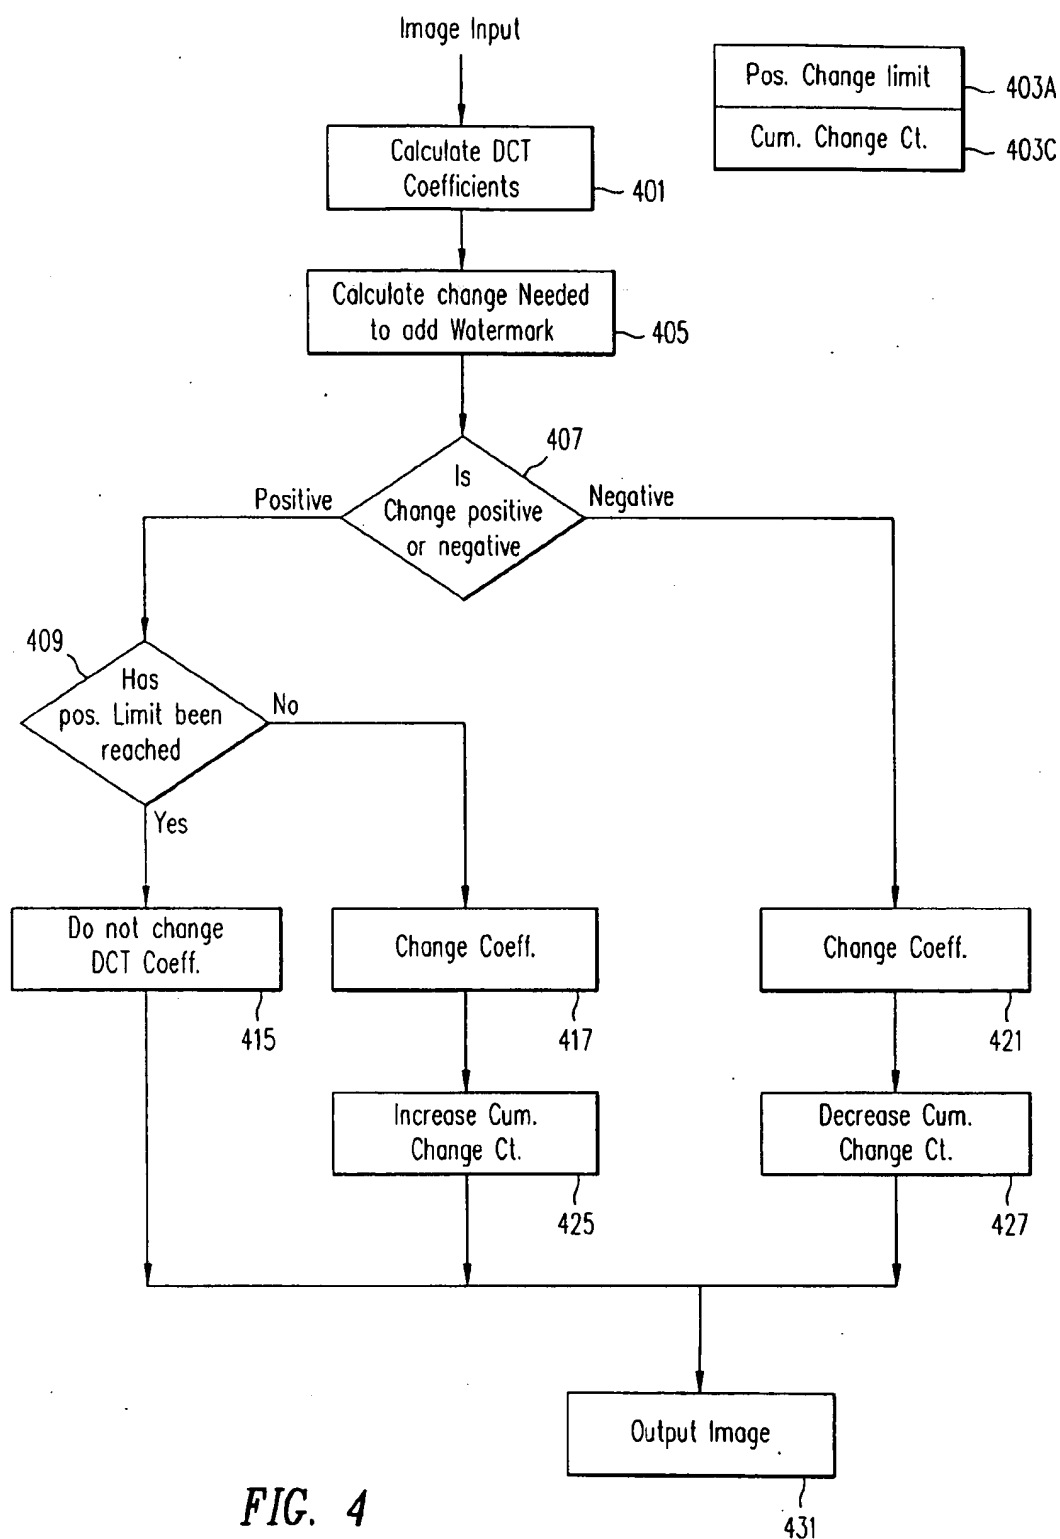 Image Input
Pos. Change limit
403A
Cum. Change Ct.
403C
Calculate DCT
Coefficients
401
Calculate change Needed
to add Watermark
405
407
Is
Change positive
or negative
Positive
Negative
409
Has
pos. Limit been
reached
No
Yes
Do not change
DCT Coeff.
415
Change Coeff.
417
Change Coeff.
421
Increase Cum.
Change Ct.
425
Decrease Cum.
Change Ct.
427
Output Image
431
FIG. 4